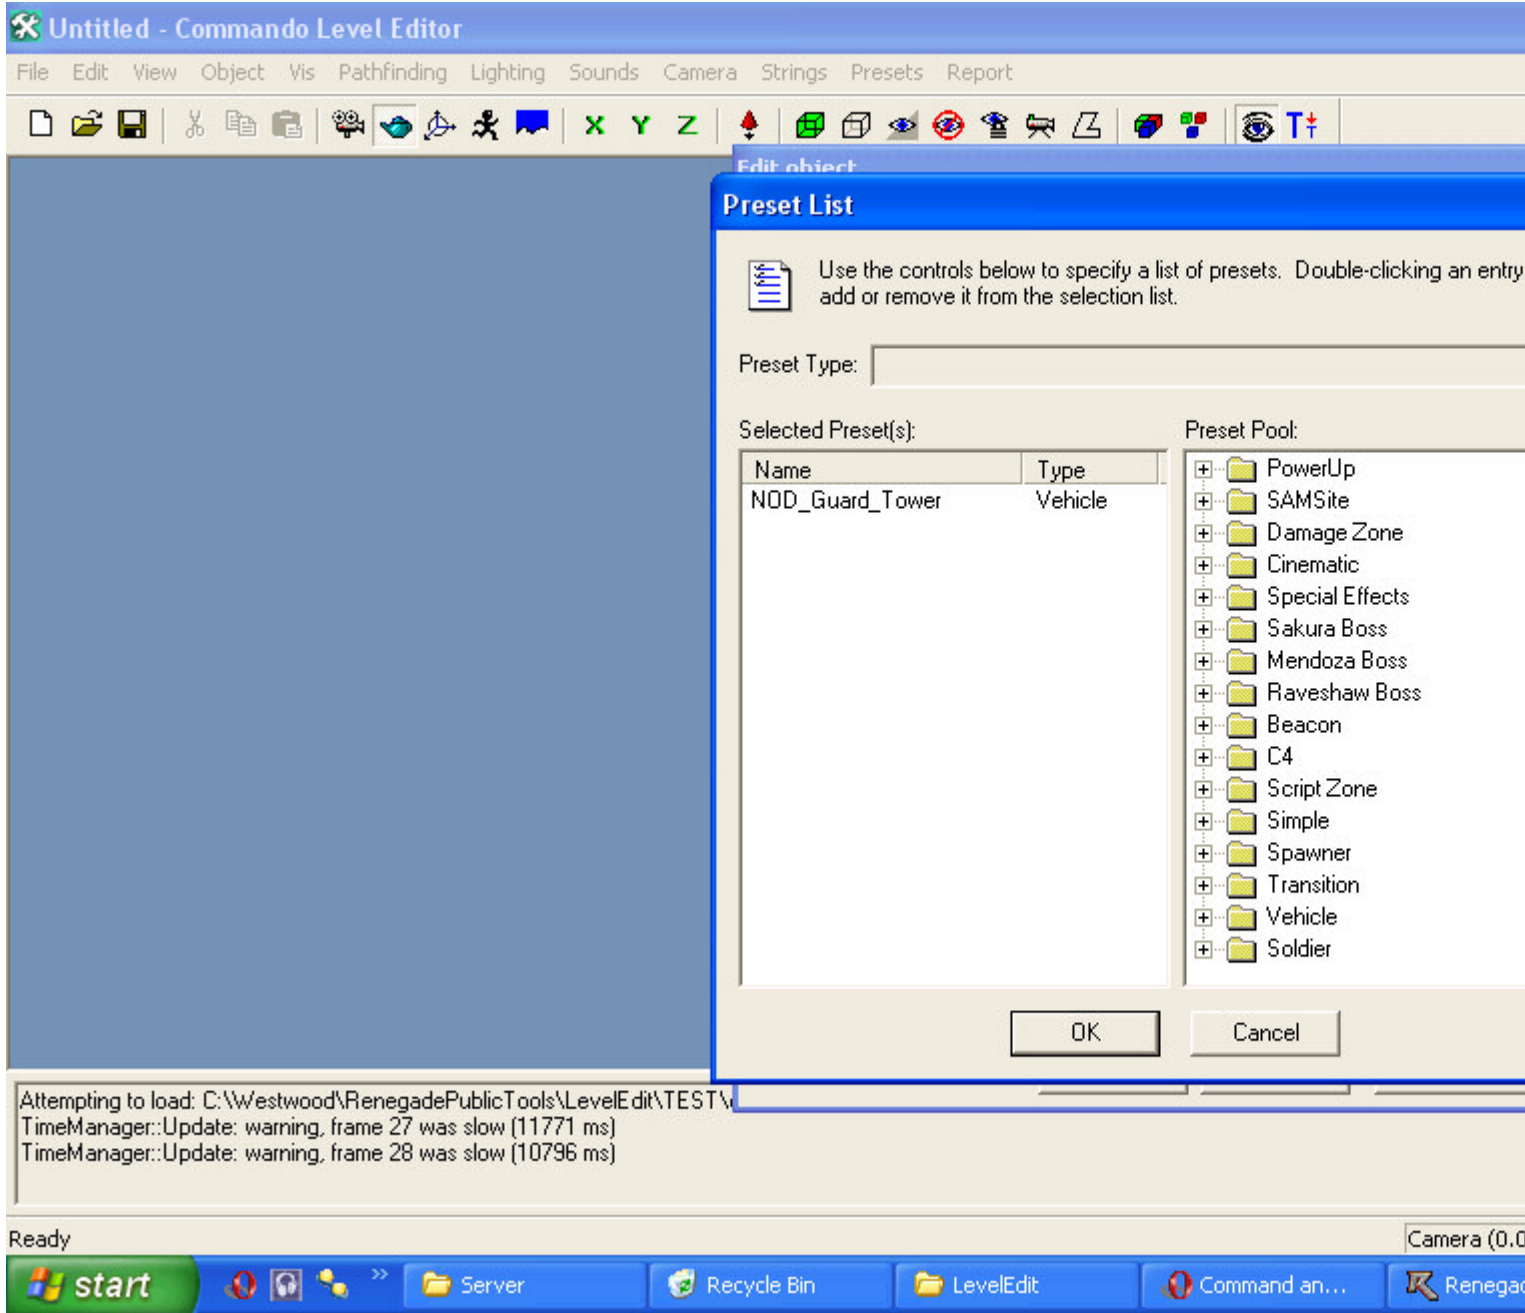 Untitled - Commando Level Editor
File Edit View Object Vis Pathfinding Lighting Sounds Camera Strings Presets Report
X Y Z T
Edit object
Preset List
Use the controls below to specify a list of presets. Double-clicking an entry
add or remove it from the selection list.
Preset Type:
Selected Preset(s): Preset Pool:
Name Type
NOD_Guard_Tower Vehicle
PowerUp
SAMSite
Damage Zone
Cinematic
Special Effects
Sakura Boss
Mendoza Boss
Raveshaw Boss
Beacon
C4
Script Zone
Simple
Spawner
Transition
Vehicle
Soldier
OK Cancel
Attempting to load: C:\Westwood\RenegadePublicTools\LevelEdit\TEST\
TimeManager::Update: warning, frame 27 was slow (11771 ms)
TimeManager::Update: warning, frame 28 was slow (10796 ms)
Ready Camera (0.0
start Server Recycle Bin LevelEdit Command an... Renegad